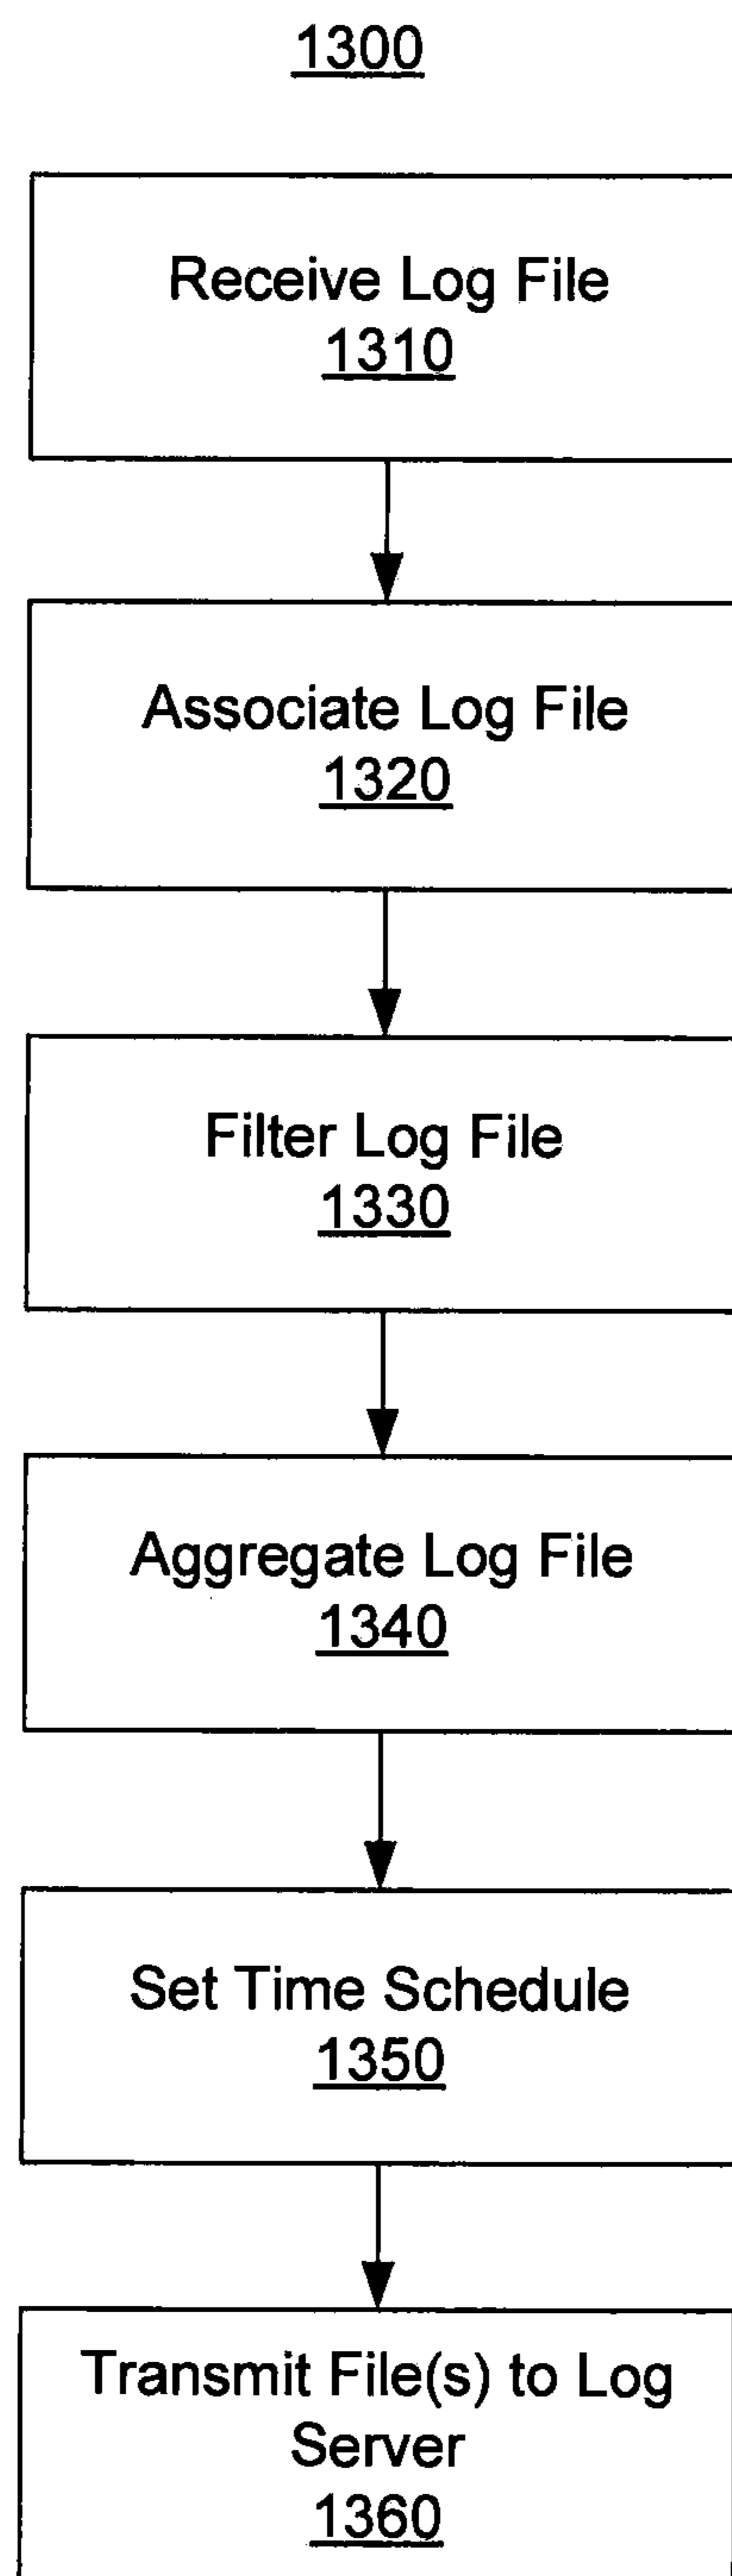 1300
Receive Log File
1310
Associate Log File
1320
Filter Log File
1330
Aggregate Log File
1340
Set Time Schedule
1350
Transmit File(s) to Log
Server
1360